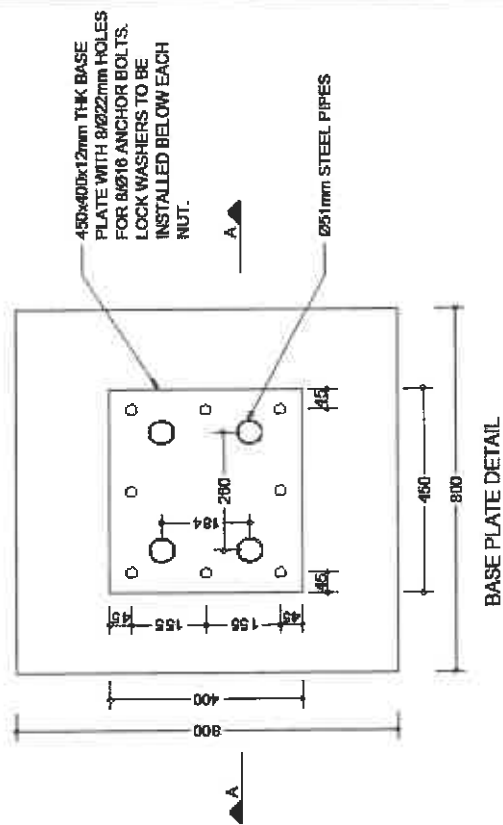 450x400x12mm THK BASE
PLATE WITH 8/Ø22mm HOLES
FOR 8/Ø16 ANCHOR BOLTS.
LOCK WASHERS TO BE
INSTALLED BELOW EACH
NUT.
A
Ø51mm STEEL PIPES
45
260
184
45
45
155
155
45
400
800
450
800
A
BASE PLATE DETAIL